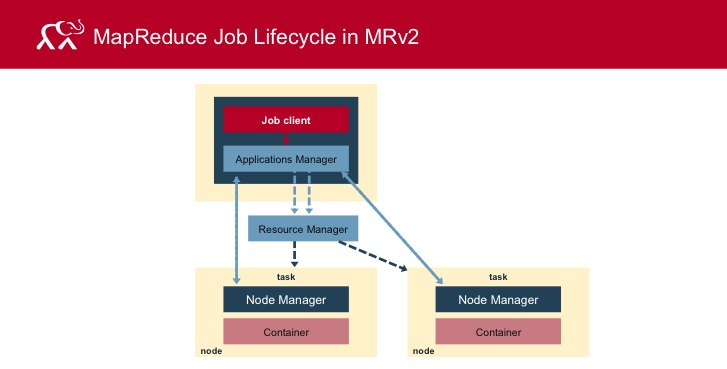 MapReduce Job Lifecycle in MRv2
Job client
Applications Manager
Resource Manager
task
Node Manager
Container
node
task
Node Manager
Container
node